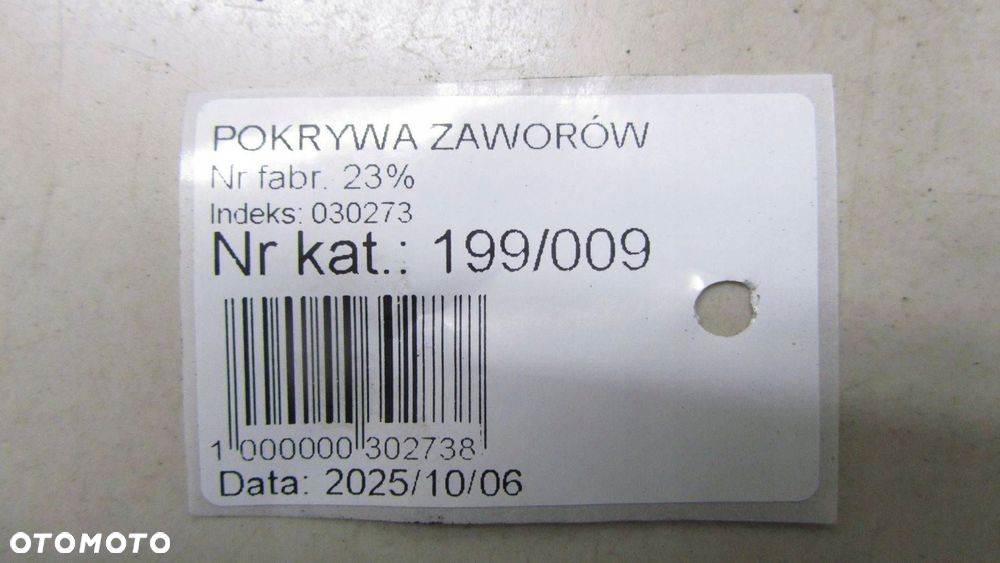 POKRYWA ZAWORÓW
Nr fabr. 23%
Indeks: 030273
Nr kat.: 199/009
1 000000 302738
Data: 2025/10/06
OTOMOTO